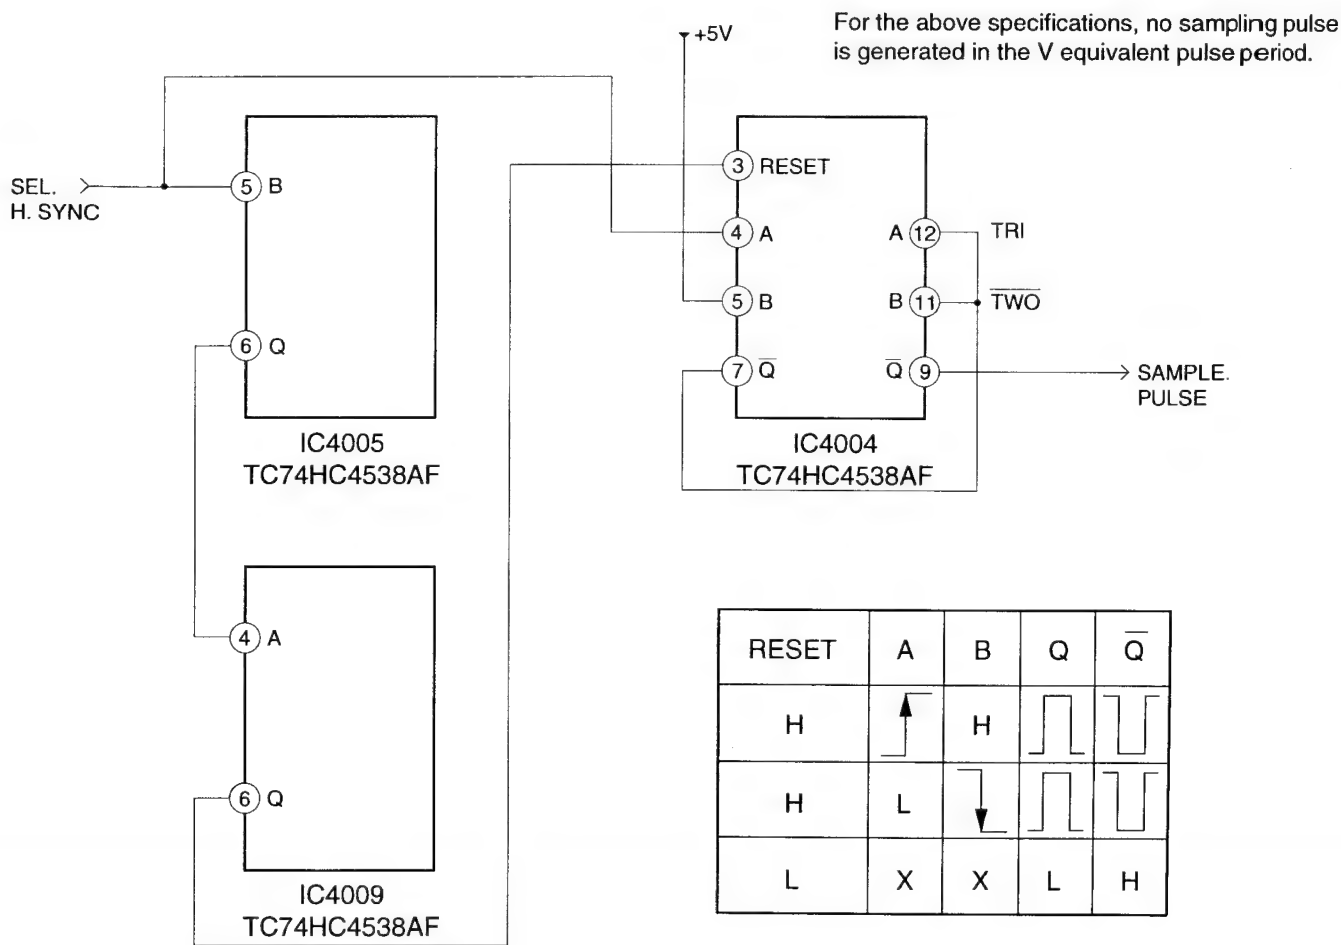 For the above specifications, no sampling pulse
is generated in the V equivalent pulse period.
+5V
SEL.
H. SYNC
5 B
6 Q
IC4005
TC74HC4538AF
3 RESET
4 A
5 B
7 Q̅
A 12 TRI
B 11 T̅W̅O̅
Q̅ 9 SAMPLE.
PULSE
IC4004
TC74HC4538AF
4 A
6 Q
IC4009
TC74HC4538AF
RESET A B Q Q̅
H H
H L
L X X L H